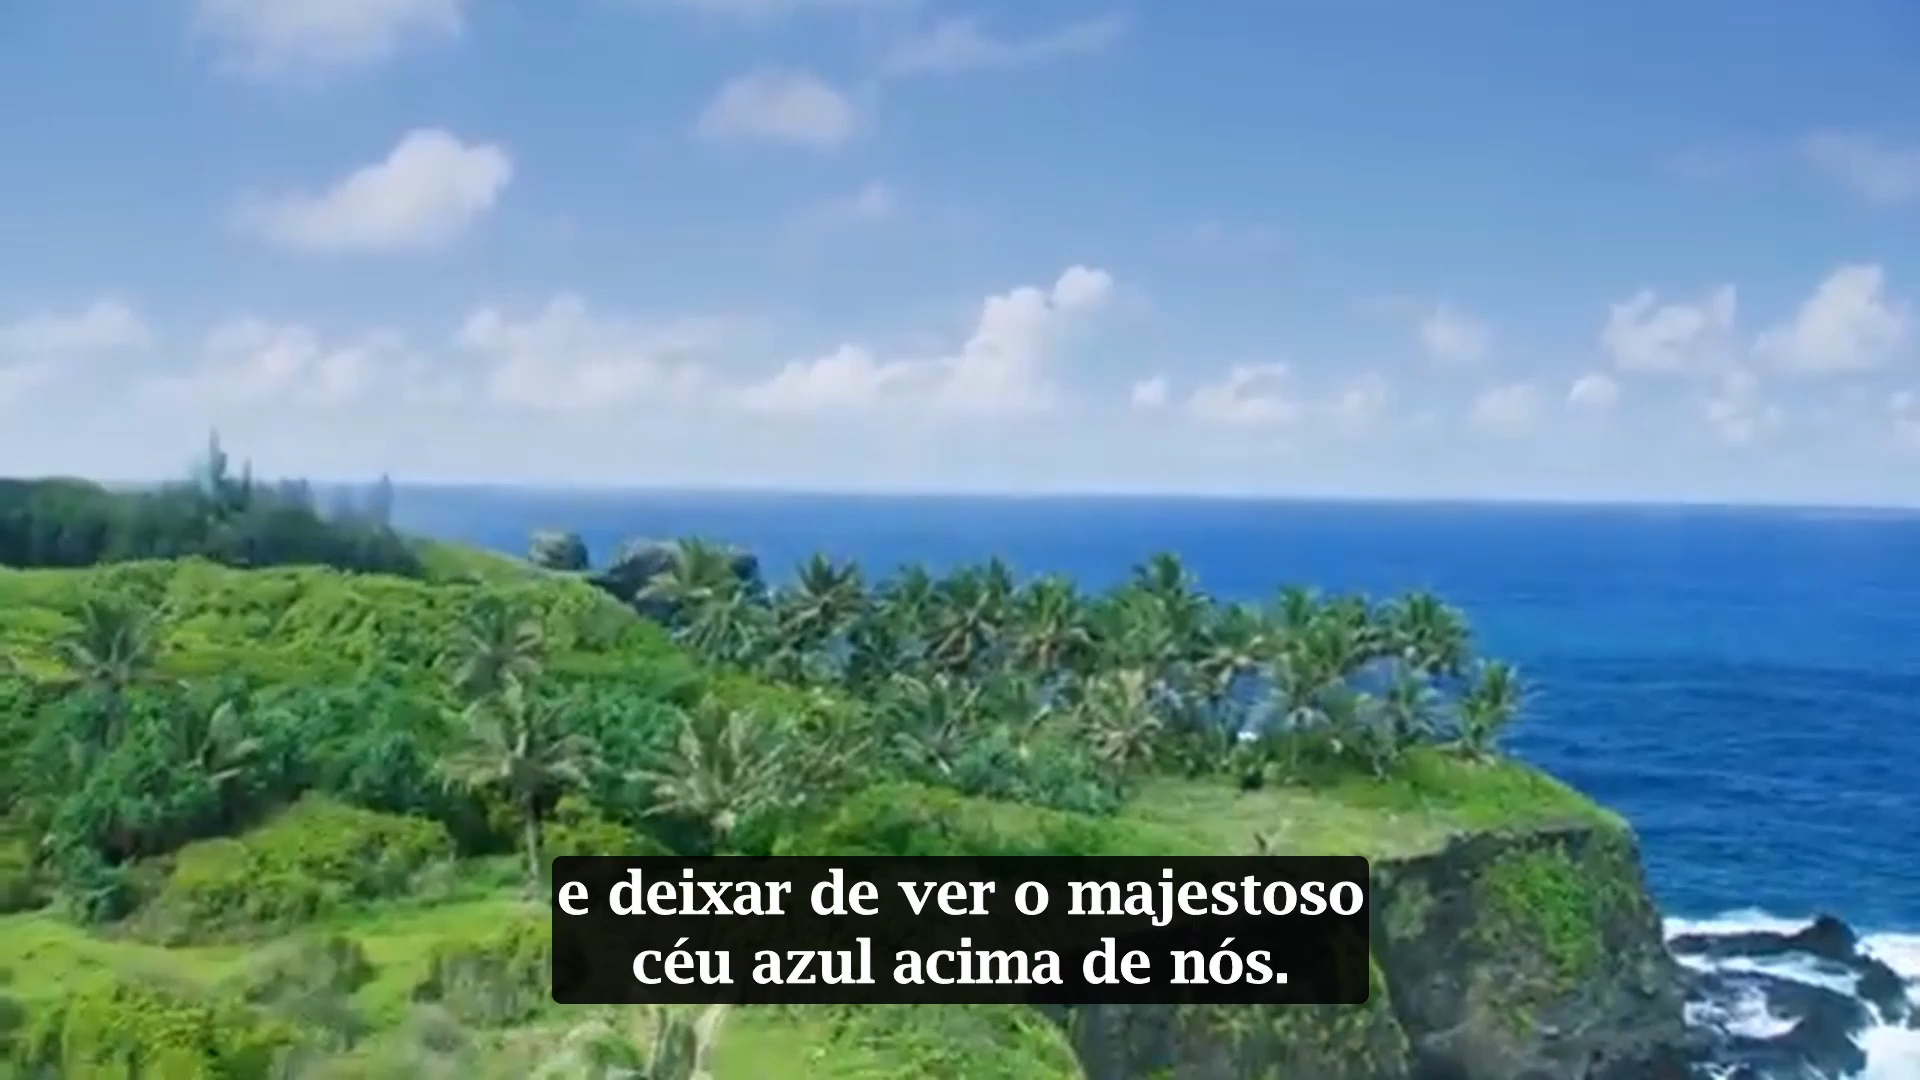 e deixar de ver o majestoso
céu azul acima de nós.